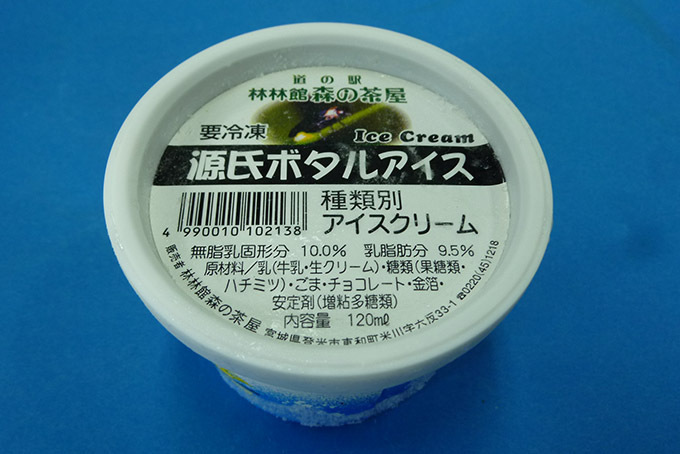 道の駅
林林館森の茶屋
要冷凍
Ice Cream
源氏ボタルアイス
種類別
アイスクリーム
4 990010 102138
無脂乳固形分 10.0% 乳脂肪分 9.5%
原材料／乳(牛乳・生クリーム)・糖類(果糖類・
ハチミツ)・ごま・チョコレート・金箔・
安定剤(増粘多糖類)
内容量 120mℓ
販売者 林林館森の茶屋 宮城県登米市東和町米川字六反33-1 ☎0220(45)1218